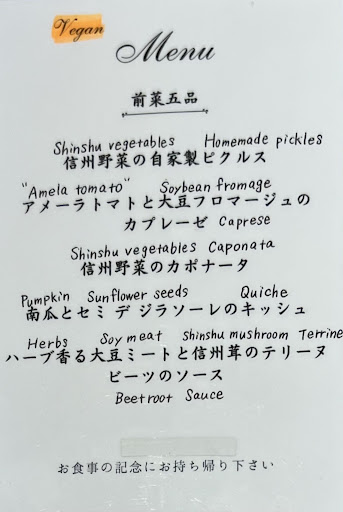 Vegan
Menu
前菜五品
Shinshu vegetables Homemade pickles
信州野菜の自家製ピクルス
"Amela tomato" Soybean fromage
アメーラトマトと大豆フロマージュの
カプレーゼ Caprese
Shinshu vegetables Caponata
信州野菜のカポナータ
Pumpkin Sunflower seeds Quiche
南瓜とセミ デ ジラソーレのキッシュ
Herbs Soy meat Shinshu mushroom Terrine
ハーブ香る大豆ミートと信州茸のテリーヌ
ビーツのソース
Beetroot Sauce
お食事の記念にお持ち帰り下さい